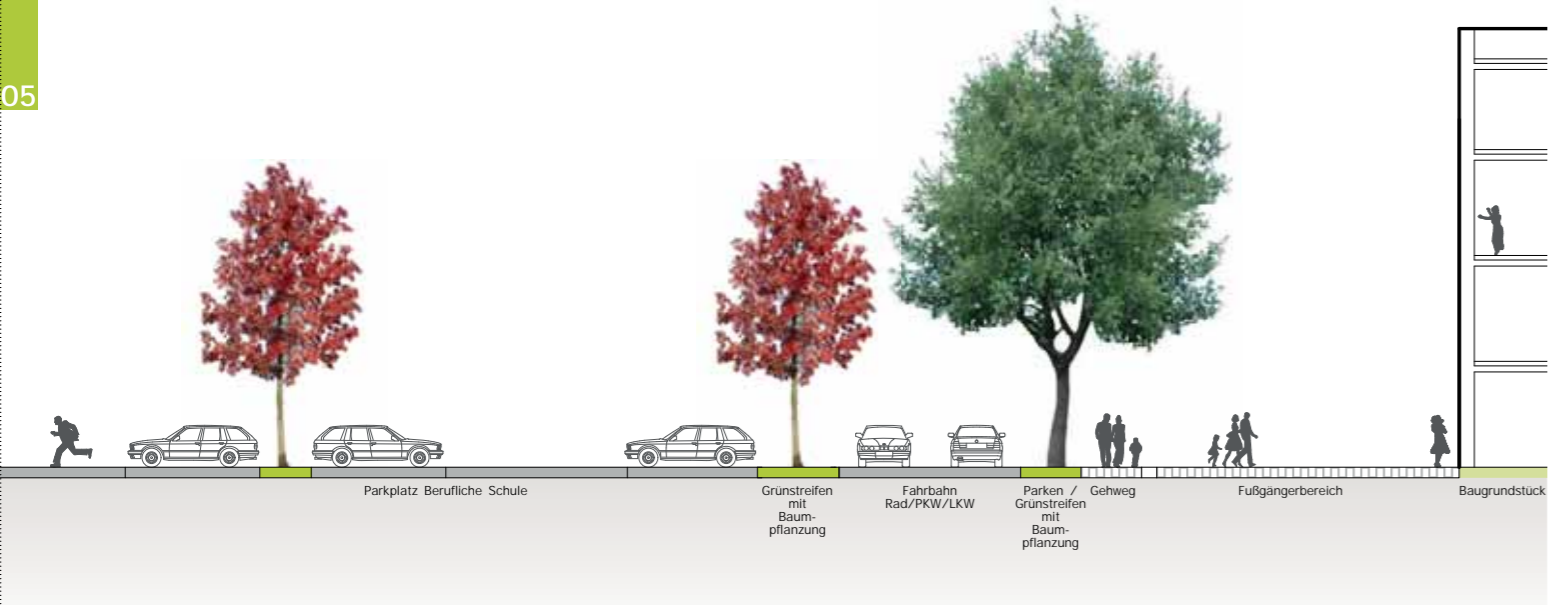 05
Parkplatz Berufliche Schule
Grünstreifen
mit
Baum-
pflanzung
Fahrbahn
Rad/PKW/LKW
Parken /
Grünstreifen
mit
Baum-
pflanzung
Gehweg
Fußgängerbereich
Baugrundstück